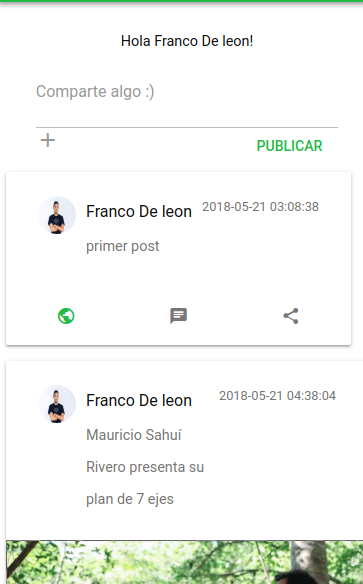 Hola Franco De leon!
Comparte algo :)
PUBLICAR
Franco De leon 2018-05-21 03:08:38
primer post
Franco De leon 2018-05-21 04:38:04
Mauricio Sahuí
Rivero presenta su
plan de 7 ejes